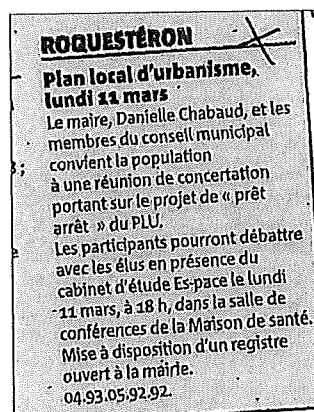 ROQUESTÉRON
Plan local d'urbanisme,
lundi 11 mars
Le maire, Danielle Chabaud, et les
membres du conseil municipal
convient la population
à une réunion de concertation
portant sur le projet de « prêt
arrêt » du PLU.
Les participants pourront débattre
avec les élus en présence du
cabinet d'étude Es-pace le lundi
11 mars, à 18 h, dans la salle de
conférences de la Maison de santé.
Mise à disposition d'un registre
ouvert à la mairie.
04.93.05.92.92.